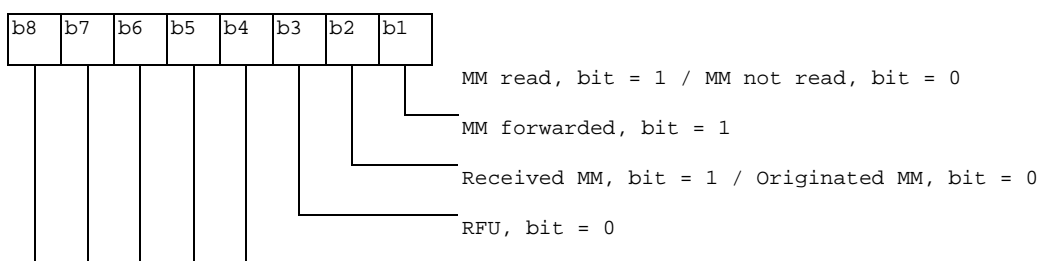 b8 b7 b6 b5 b4 b3 b2 b1
MM read, bit = 1 / MM not read, bit = 0
MM forwarded, bit = 1
Received MM, bit = 1 / Originated MM, bit = 0
RFU, bit = 0